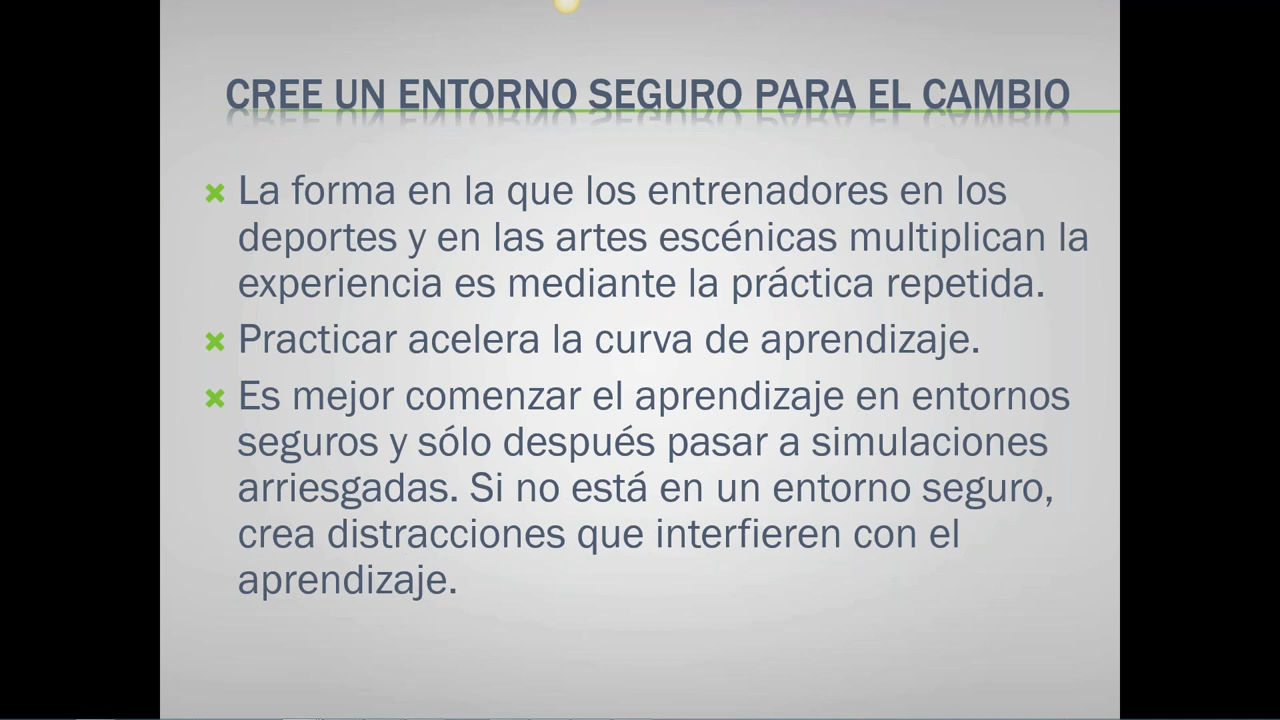 CREE UN ENTORNO SEGURO PARA EL CAMBIO
La forma en la que los entrenadores en los
deportes y en las artes escénicas multiplican la
experiencia es mediante la práctica repetida.
Practicar acelera la curva de aprendizaje.
Es mejor comenzar el aprendizaje en entornos
seguros y sólo después pasar a simulaciones
arriesgadas. Si no está en un entorno seguro,
crea distracciones que interfieren con el
aprendizaje.